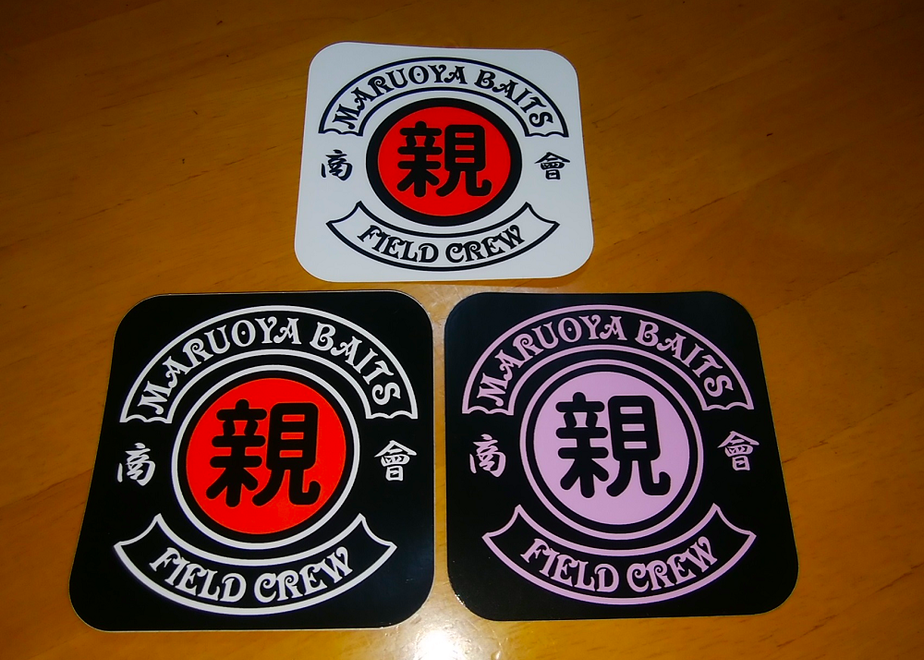 MARUOYA BAITS
商 親 會
FIELD CREW
MARUOYA BAITS
商 親 會
FIELD CREW
MARUOYA BAITS
商 親 會
FIELD CREW